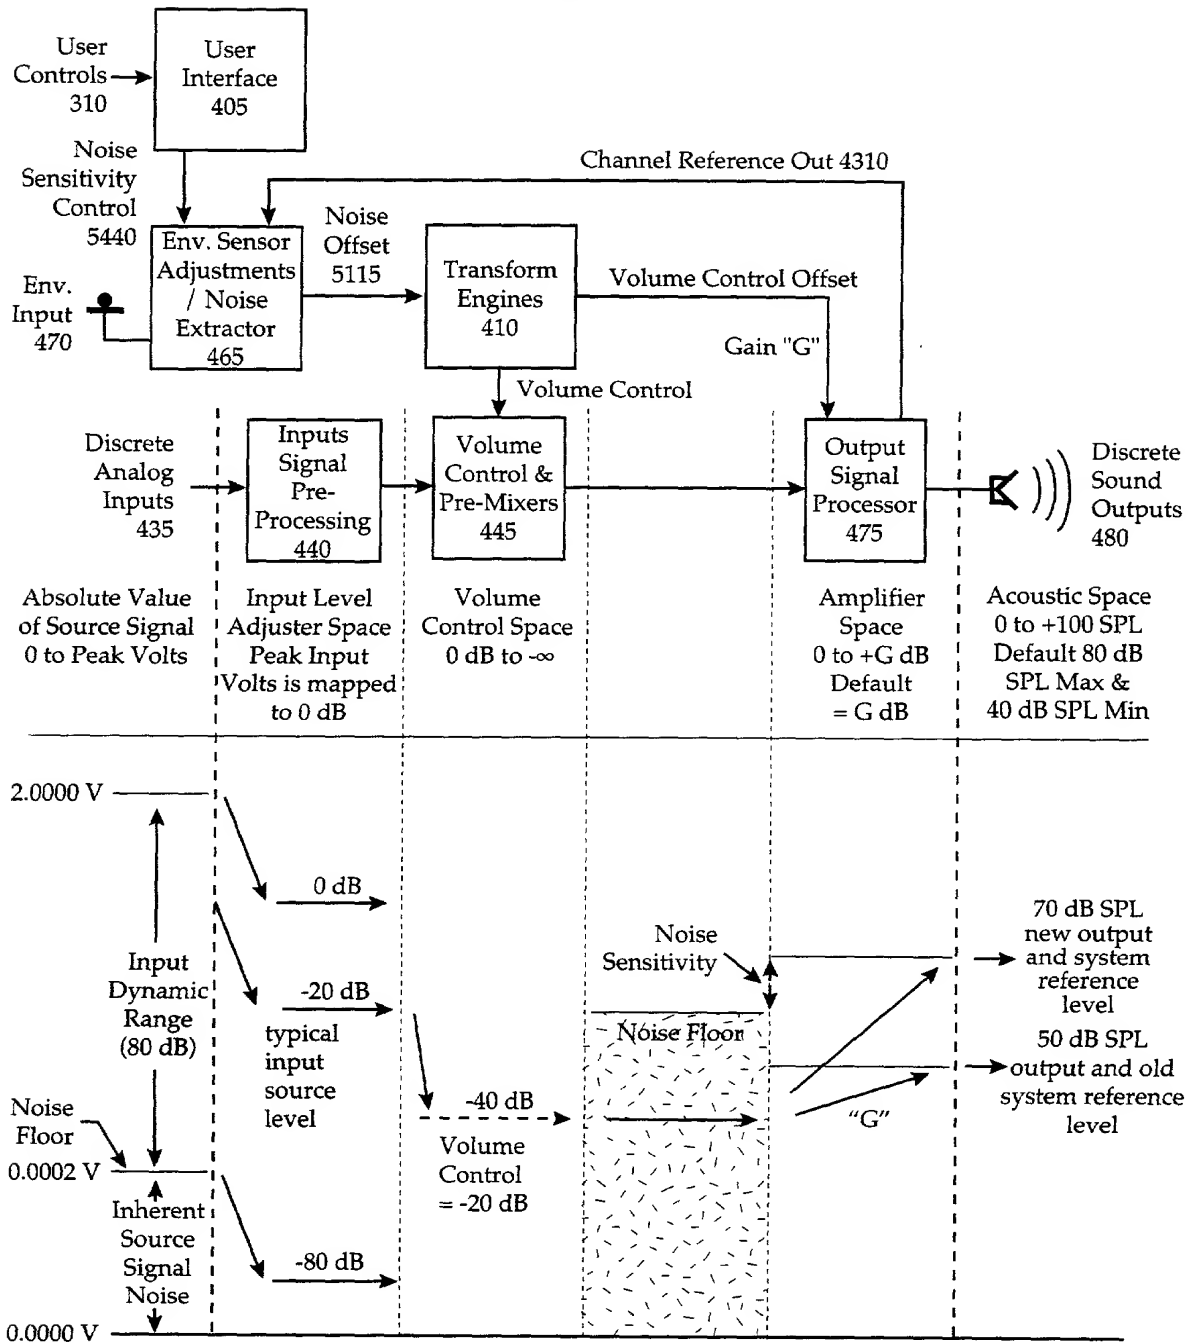 User
Controls
310
User
Interface
405
Noise
Sensitivity
Control
5440
Channel Reference Out 4310
Env.
Input
470
Env. Sensor
Adjustments
/ Noise
Extractor
465
Noise
Offset
5115
Transform
Engines
410
Volume Control Offset
Gain "G"
Volume Control
Discrete
Analog
Inputs
435
Inputs
Signal
Pre-
Processing
440
Volume
Control &
Pre-Mixers
445
Output
Signal
Processor
475
Discrete
Sound
Outputs
480
Absolute Value
of Source Signal
0 to Peak Volts
Input Level
Adjuster Space
Peak Input
Volts is mapped
to 0 dB
Volume
Control Space
0 dB to -∞
Amplifier
Space
0 to +G dB
Default
= G dB
Acoustic Space
0 to +100 SPL
Default 80 dB
SPL Max &
40 dB SPL Min
2.0000 V
Input
Dynamic
Range
(80 dB)
Noise
Floor
0.0002 V
Inherent
Source
Signal
Noise
0.0000 V
0 dB
-20 dB
typical
input
source
level
-80 dB
-40 dB
Volume
Control
= -20 dB
Noise
Sensitivity
Noise Floor
"G"
70 dB SPL
new output
and system
reference
level
50 dB SPL
output and old
system reference
level